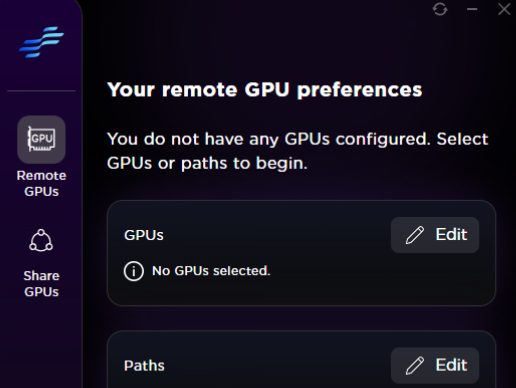 Your remote GPU preferences
You do not have any GPUs configured. Select
GPUs or paths to begin.
GPU
Remote
GPUs
Share
GPUs
GPUs
Edit
No GPUs selected.
Paths
Edit